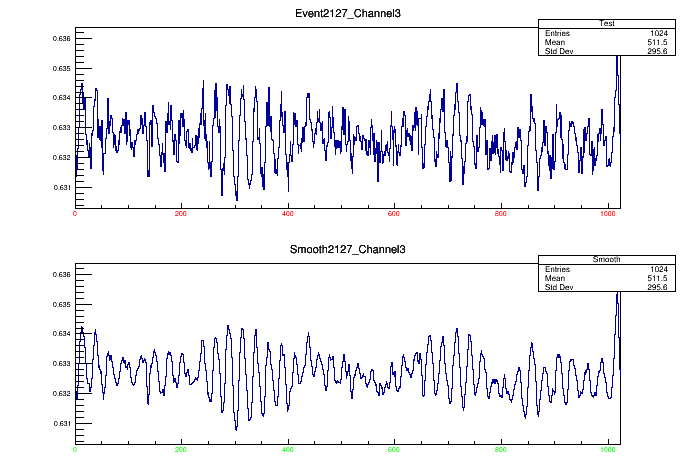 Event2127_Channel3
Test
Entries 1024
Mean 511.5
Std Dev 295.6
0.636
0.635
0.634
0.633
0.632
0.631
0 200 400 600 800 1000
Smooth2127_Channel3
Smooth
Entries 1024
Mean 511.5
Std Dev 295.6
0.636
0.635
0.634
0.633
0.632
0.631
0 200 400 600 800 1000